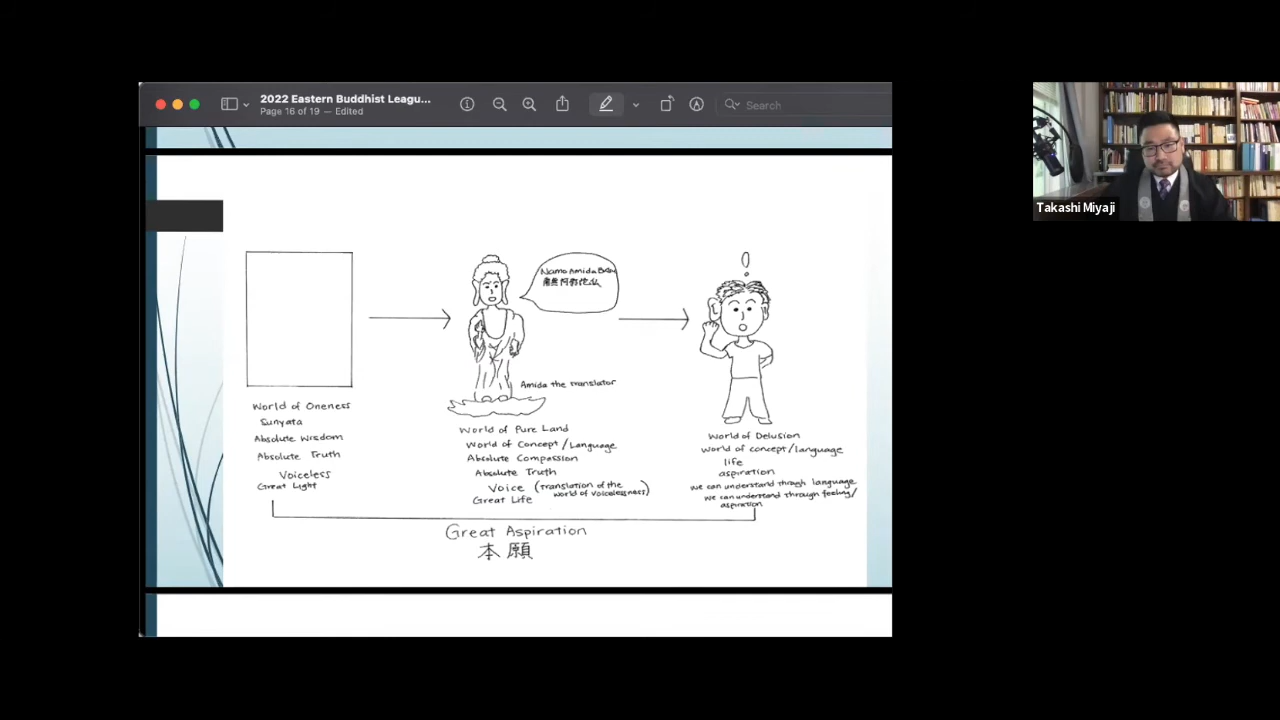 2022 Eastern Buddhist Leagu...
Page 16 of 19 — Edited
Search
Takashi Miyaji
Namo Amida Butsu
南無阿弥陀仏
Amida the translator
World of Oneness
Sunyata
Absolute Wisdom
Absolute Truth
Voiceless
Great Light
World of Pure Land
World of Concept/Language
Absolute Compassion
Absolute Truth
Voice (translation of the
world of voicelessness)
Great Life
World of Delusion
world of concept/language
life
aspiration
we can understand through language
we can understand through feeling/
aspiration
Great Aspiration
本願